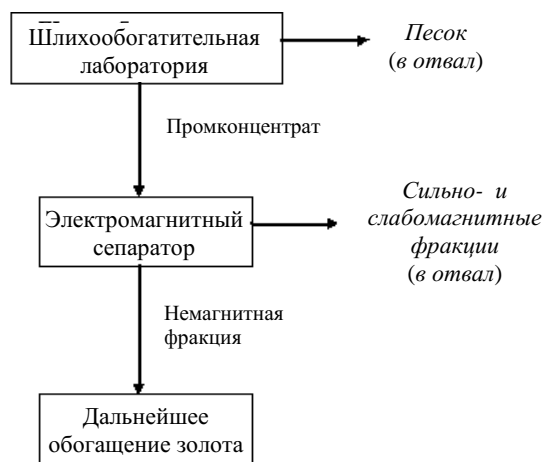 Шлихообогатительная
лаборатория
Песок
(в отвал)
Промконцентрат
Электромагнитный
сепаратор
Сильно- и
слабомагнитные
фракции
(в отвал)
Немагнитная
фракция
Дальнейшее
обогащение золота